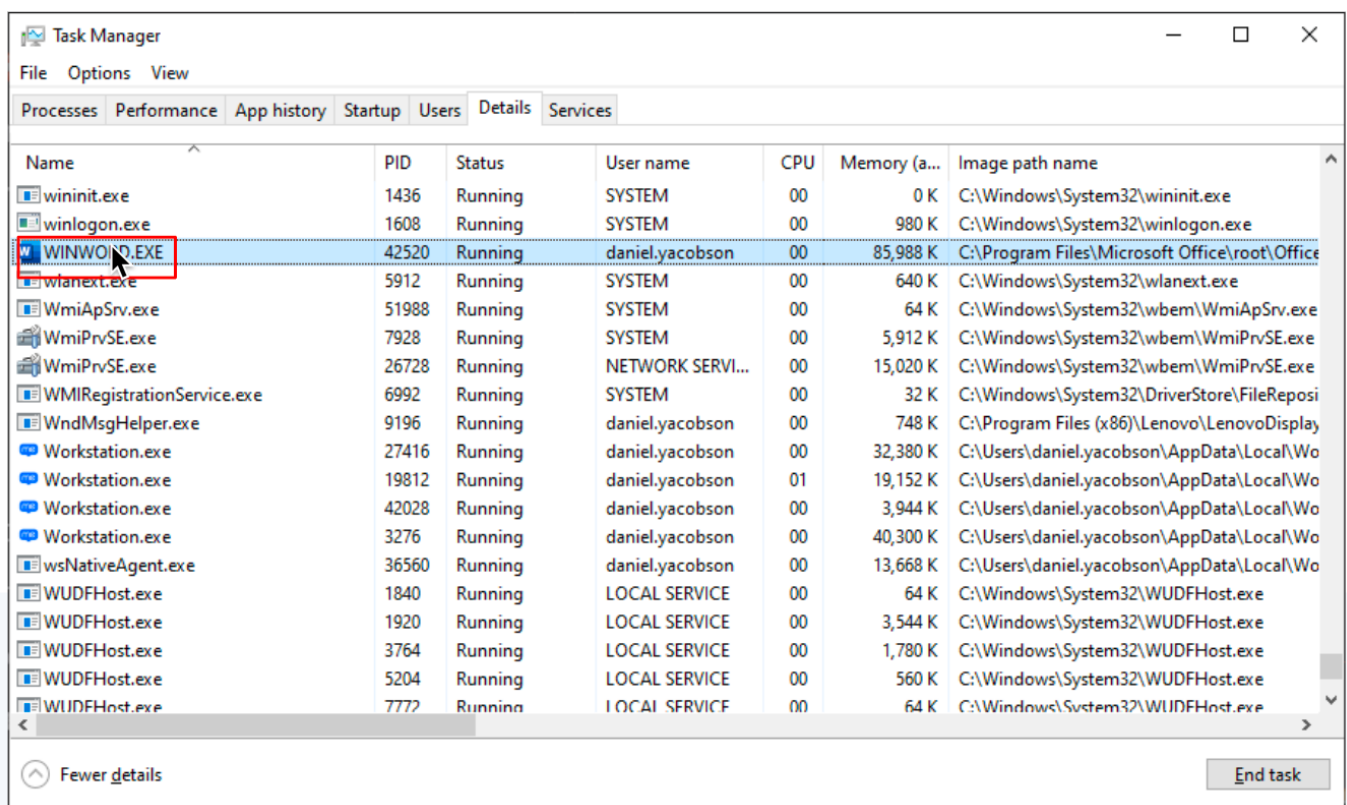 Task Manager
File Options View
Processes Performance App history Startup Users Details Services
Name PID Status User name CPU Memory (a... Image path name
wininit.exe 1436 Running SYSTEM 00 0 K C:\Windows\System32\wininit.exe
winlogon.exe 1608 Running SYSTEM 00 980 K C:\Windows\System32\winlogon.exe
WINWORD.EXE 42520 Running daniel.yacobson 00 85,988 K C:\Program Files\Microsoft Office\root\Office
wlanext.exe 5912 Running SYSTEM 00 640 K C:\Windows\System32\wlanext.exe
WmiApSrv.exe 51988 Running SYSTEM 00 64 K C:\Windows\System32\wbem\WmiApSrv.exe
WmiPrvSE.exe 7928 Running SYSTEM 00 5,912 K C:\Windows\System32\wbem\WmiPrvSE.exe
WmiPrvSE.exe 26728 Running NETWORK SERVI... 00 15,020 K C:\Windows\System32\wbem\WmiPrvSE.exe
WMIRegistrationService.exe 6992 Running SYSTEM 00 32 K C:\Windows\System32\DriverStore\FileReposi
WndMsgHelper.exe 9196 Running daniel.yacobson 00 748 K C:\Program Files (x86)\Lenovo\LenovoDisplay
Workstation.exe 27416 Running daniel.yacobson 00 32,380 K C:\Users\daniel.yacobson\AppData\Local\Wo
Workstation.exe 19812 Running daniel.yacobson 01 19,152 K C:\Users\daniel.yacobson\AppData\Local\Wo
Workstation.exe 42028 Running daniel.yacobson 00 3,944 K C:\Users\daniel.yacobson\AppData\Local\Wo
Workstation.exe 3276 Running daniel.yacobson 00 40,300 K C:\Users\daniel.yacobson\AppData\Local\Wo
wsNativeAgent.exe 36560 Running daniel.yacobson 00 13,668 K C:\Users\daniel.yacobson\AppData\Local\Wo
WUDFHost.exe 1840 Running LOCAL SERVICE 00 64 K C:\Windows\System32\WUDFHost.exe
WUDFHost.exe 1920 Running LOCAL SERVICE 00 3,544 K C:\Windows\System32\WUDFHost.exe
WUDFHost.exe 3764 Running LOCAL SERVICE 00 1,780 K C:\Windows\System32\WUDFHost.exe
WUDFHost.exe 5204 Running LOCAL SERVICE 00 560 K C:\Windows\System32\WUDFHost.exe
WUDFHost.exe 7772 Running LOCAL SERVICE 00 64 K C:\Windows\System32\WUDFHost.exe
Fewer details End task